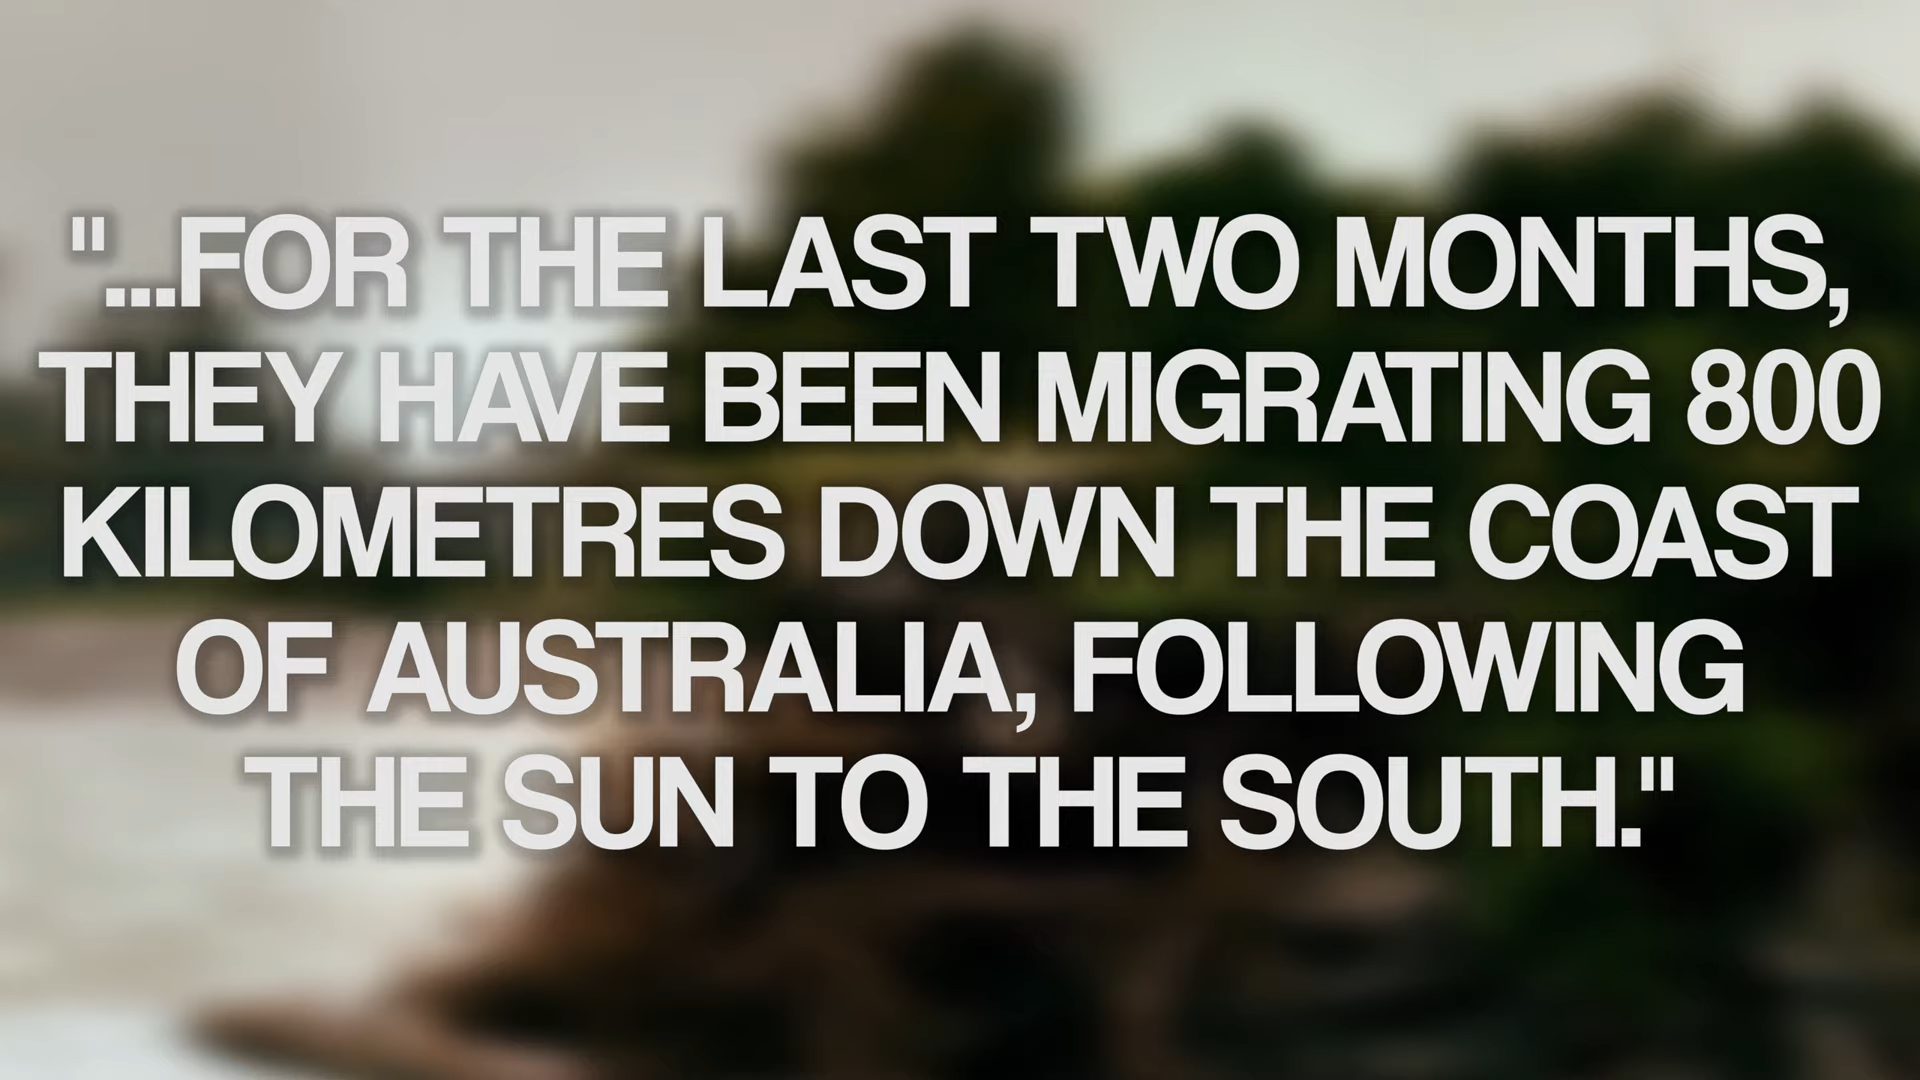 "...FOR THE LAST TWO MONTHS,
THEY HAVE BEEN MIGRATING 800
KILOMETRES DOWN THE COAST
OF AUSTRALIA, FOLLOWING
THE SUN TO THE SOUTH."